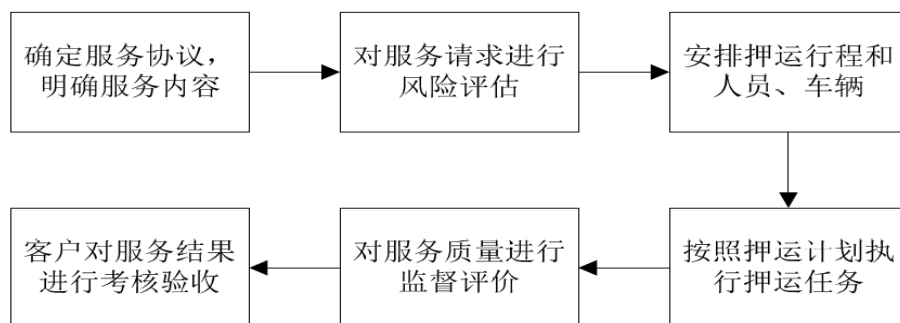 确定服务协议，
明确服务内容
对服务请求进行
风险评估
安排押运行程和
人员、车辆
按照押运计划执
行押运任务
对服务质量进行
监督评价
客户对服务结果
进行考核验收